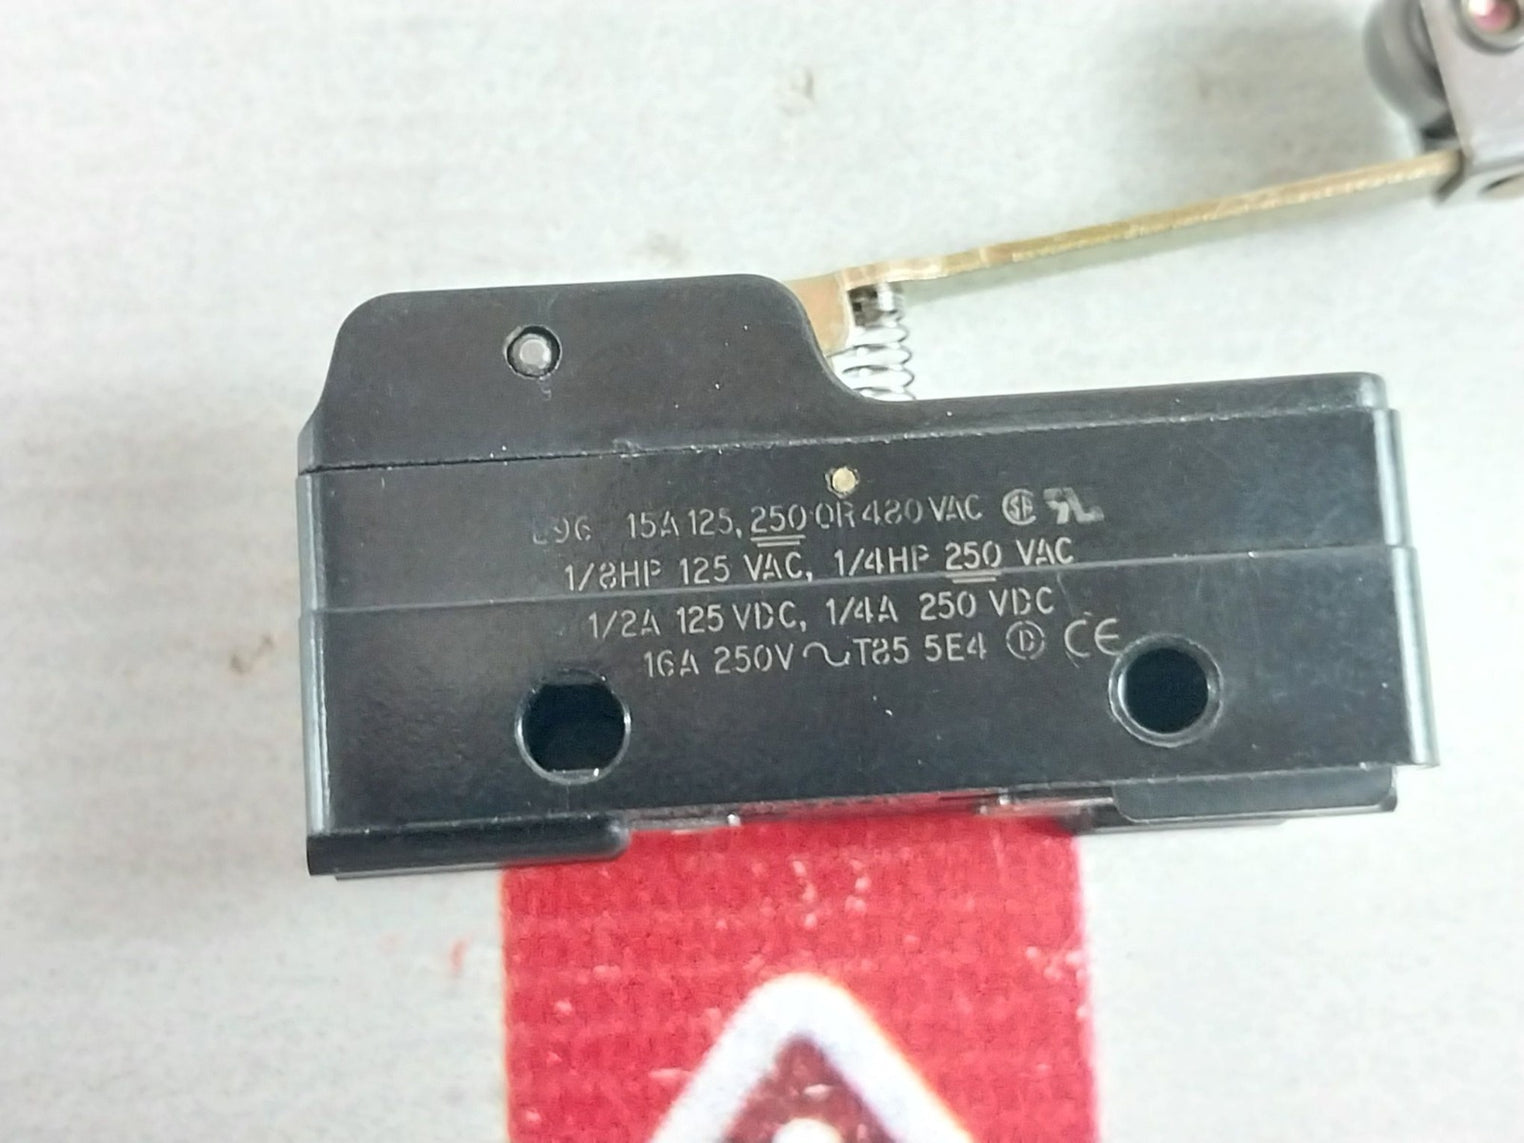 L96 15A 125, 250 OR 480 VAC
1/8HP 125 VAC, 1/4HP 250 VAC
1/2A 125 VDC, 1/4A 250 VDC
16A 250V ∿ T85 5E4 D CE